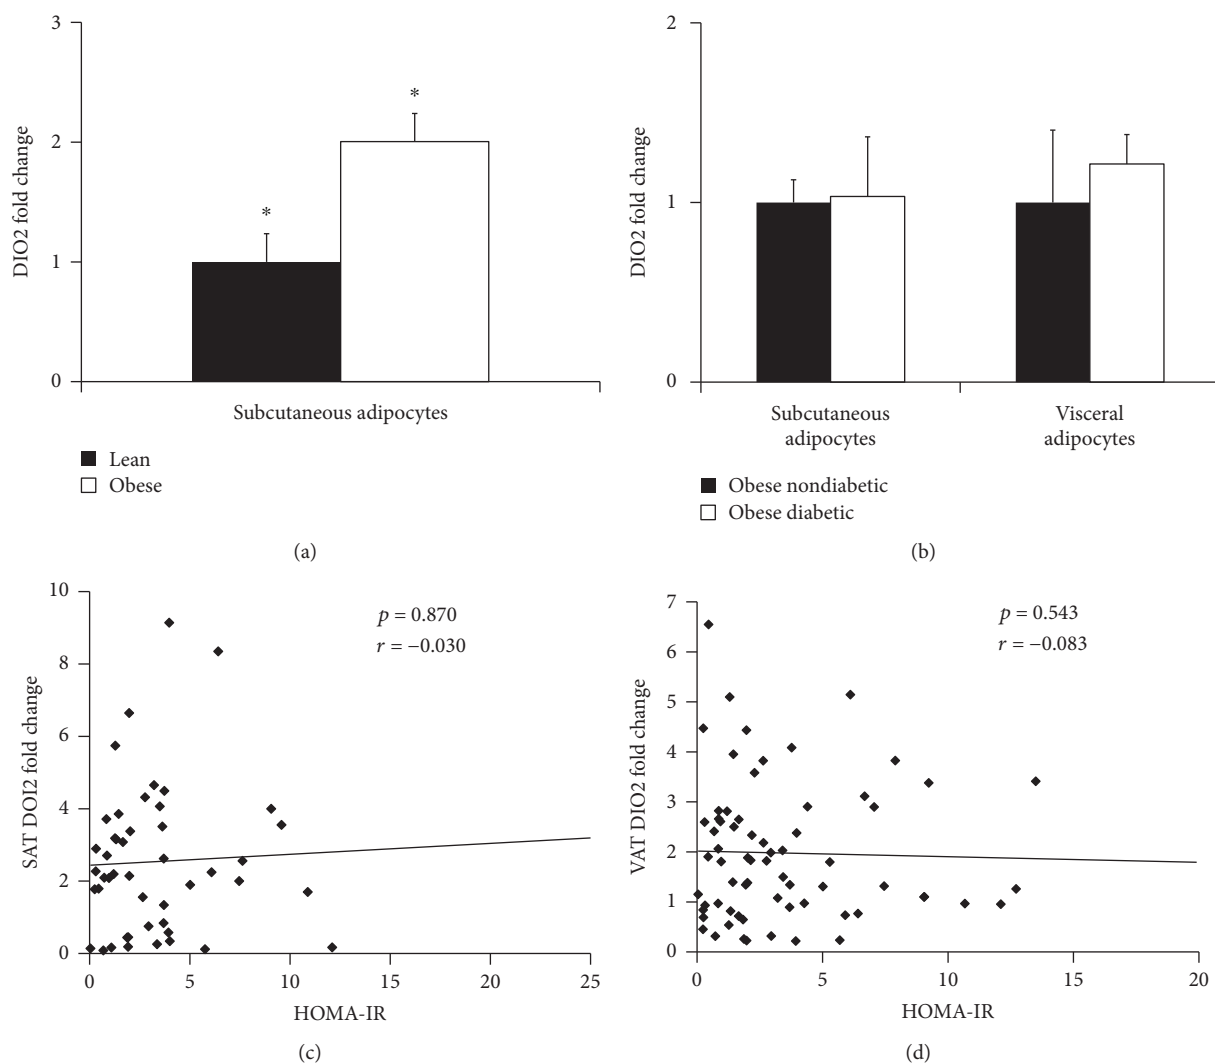 3
2
1
0
DIO2 fold change
*
*
Subcutaneous adipocytes
Lean
Obese
(a)
2
1
0
DIO2 fold change
Subcutaneous
adipocytes
Visceral
adipocytes
Obese nondiabetic
Obese diabetic
(b)
10
8
6
4
2
0
SAT DOI2 fold change
p = 0.870
r = −0.030
0 5 10 15 20 25
HOMA-IR
(c)
7
6
5
4
3
2
1
0
VAT DIO2 fold change
p = 0.543
r = −0.083
0 5 10 15 20
HOMA-IR
(d)